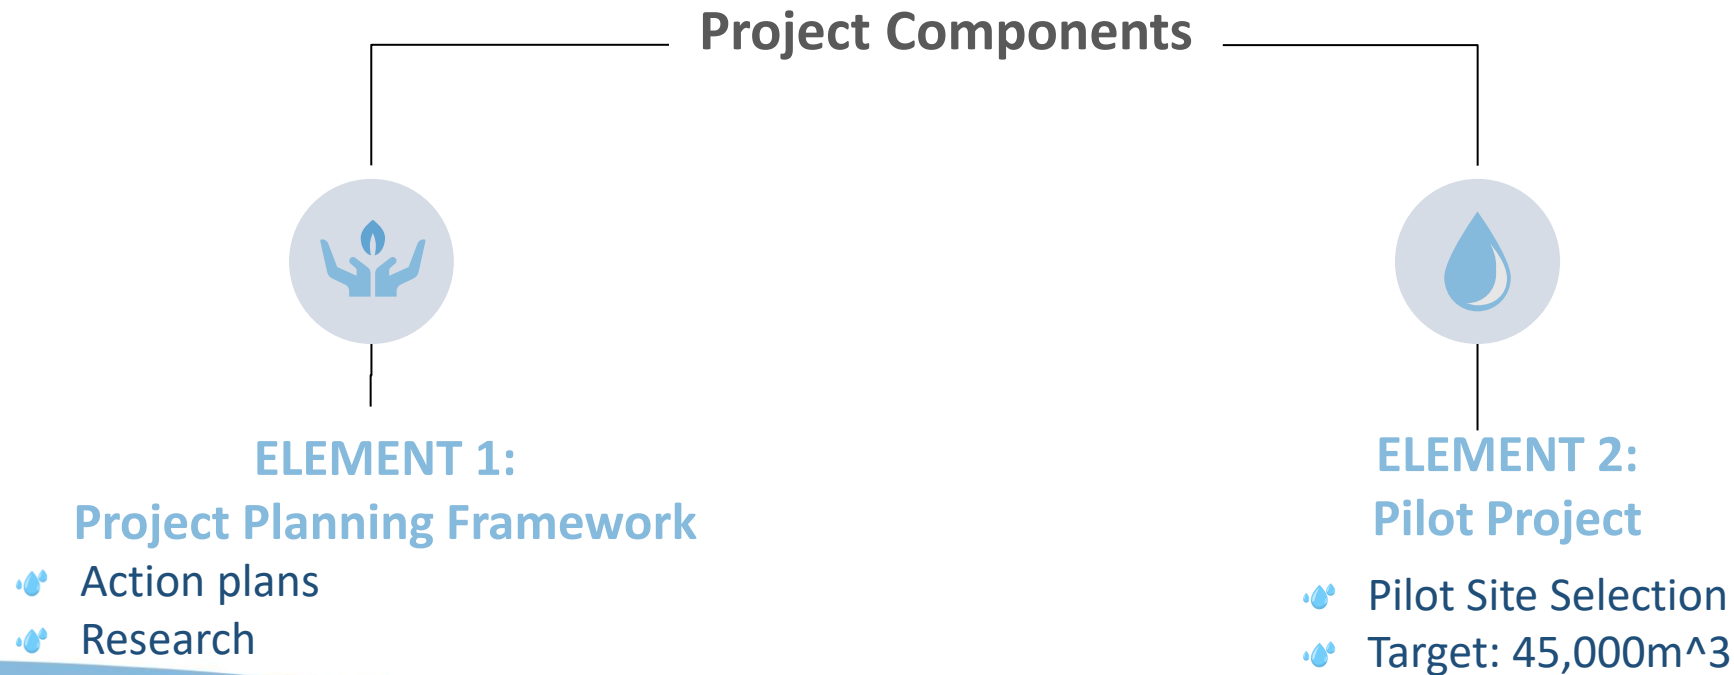 Project Components
ELEMENT 1:
Project Planning Framework
Action plans
Research
ELEMENT 2:
Pilot Project
Pilot Site Selection
Target: 45,000m^3